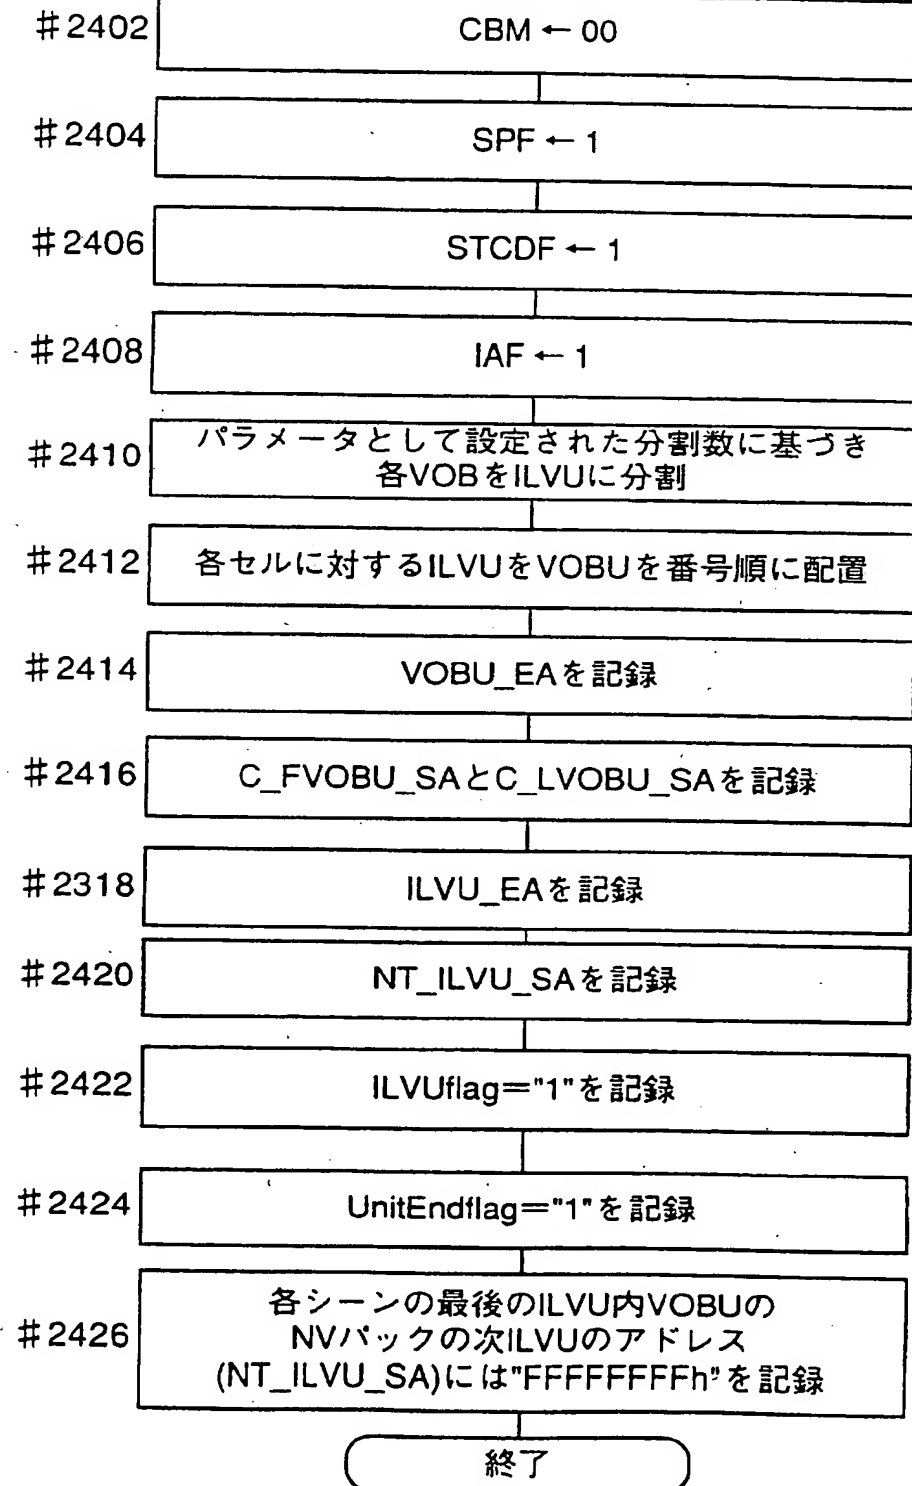 #2402 CBM ← 00
#2404 SPF ← 1
#2406 STCDF ← 1
#2408 IAF ← 1
#2410 パラメータとして設定された分割数に基づき
各VOBをILVUに分割
#2412 各セルに対するILVUをVOBUを番号順に配置
#2414 VOBU_EAを記録
#2416 C_FVOBU_SAとC_LVOBU_SAを記録
#2318 ILVU_EAを記録
#2420 NT_ILVU_SAを記録
#2422 ILVUflag="1"を記録
#2424 UnitEndflag="1"を記録
各シーンの最後のILVU内VOBUの
#2426 NVパックの次ILVUのアドレス
(NT_ILVU_SA)には"FFFFFFFFh"を記録
終了